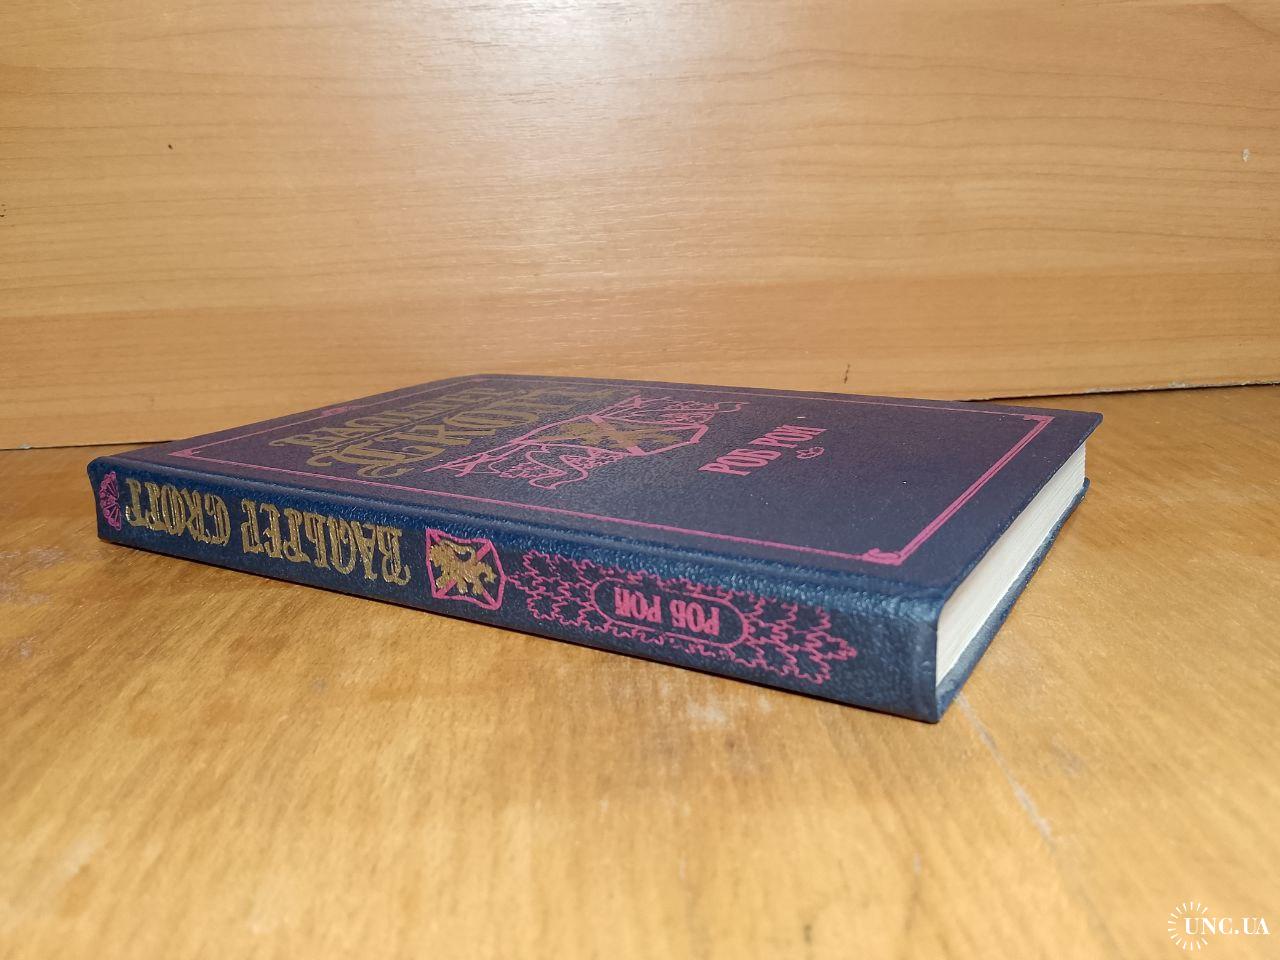 ВАЛЬТЕР
СКОТТ
РОБ РОЙ
ВАЛЬТЕР СКОТТ
РОБ РОЙ
UNC.UA